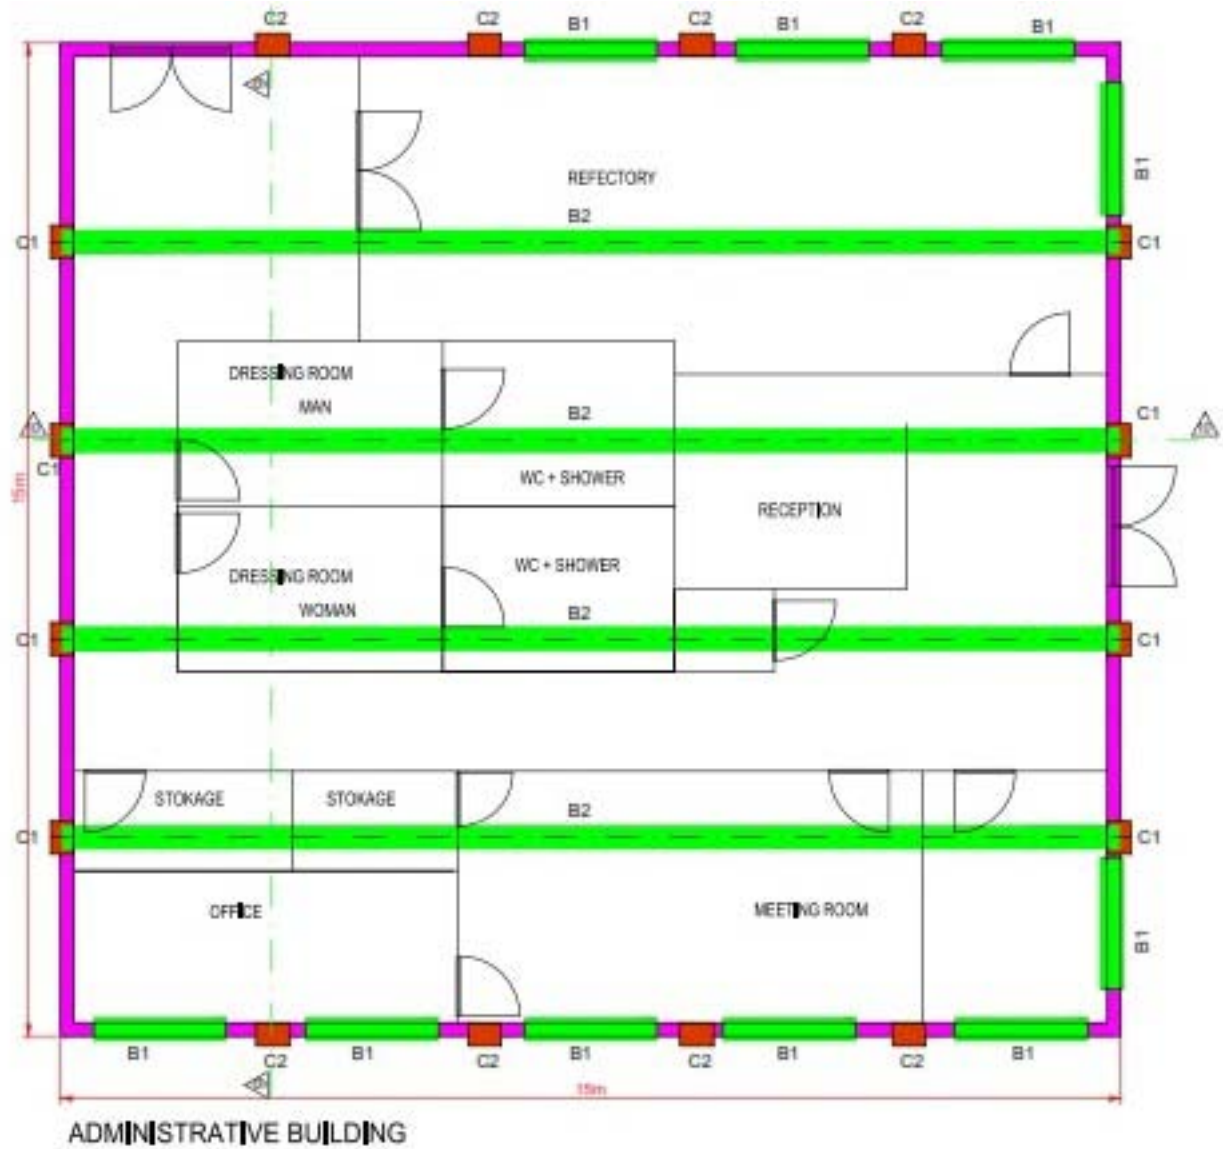 C2 C2 B1 C2 B1 C2 B1
B1
REFECTORY
B2
C1 C1
DRESSING ROOM
MAN
B2
C1
C1
15m
WC + SHOWER
RECEPTION
WC + SHOWER
DRESSING ROOM
WOMAN
B2
C1 C1
STOKAGE STOKAGE
B2
C1 C1
OFFICE
MEETING ROOM
B1
B1 C2 B1 C2 B1 B1 C2 B1
15m
ADMINISTRATIVE BUILDING